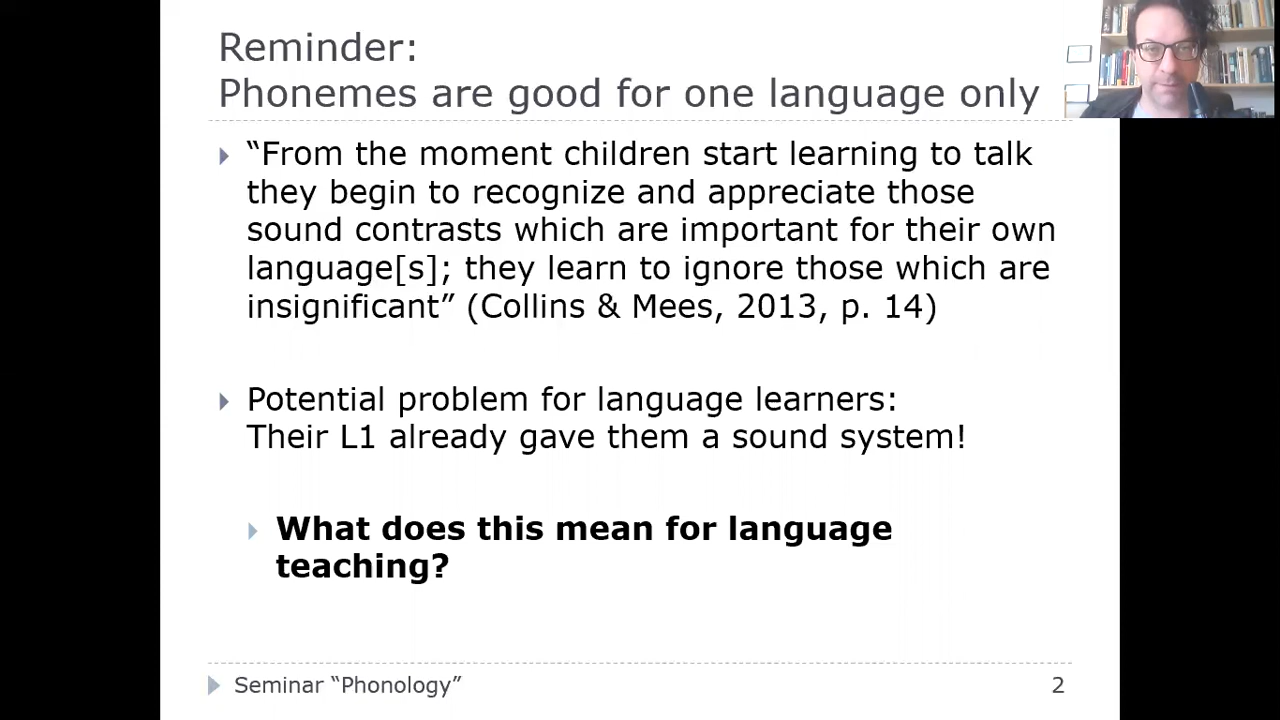 Reminder:
Phonemes are good for one language only
“From the moment children start learning to talk
they begin to recognize and appreciate those
sound contrasts which are important for their own
language[s]; they learn to ignore those which are
insignificant” (Collins & Mees, 2013, p. 14)
Potential problem for language learners:
Their L1 already gave them a sound system!
What does this mean for language
teaching?
Seminar “Phonology”
2